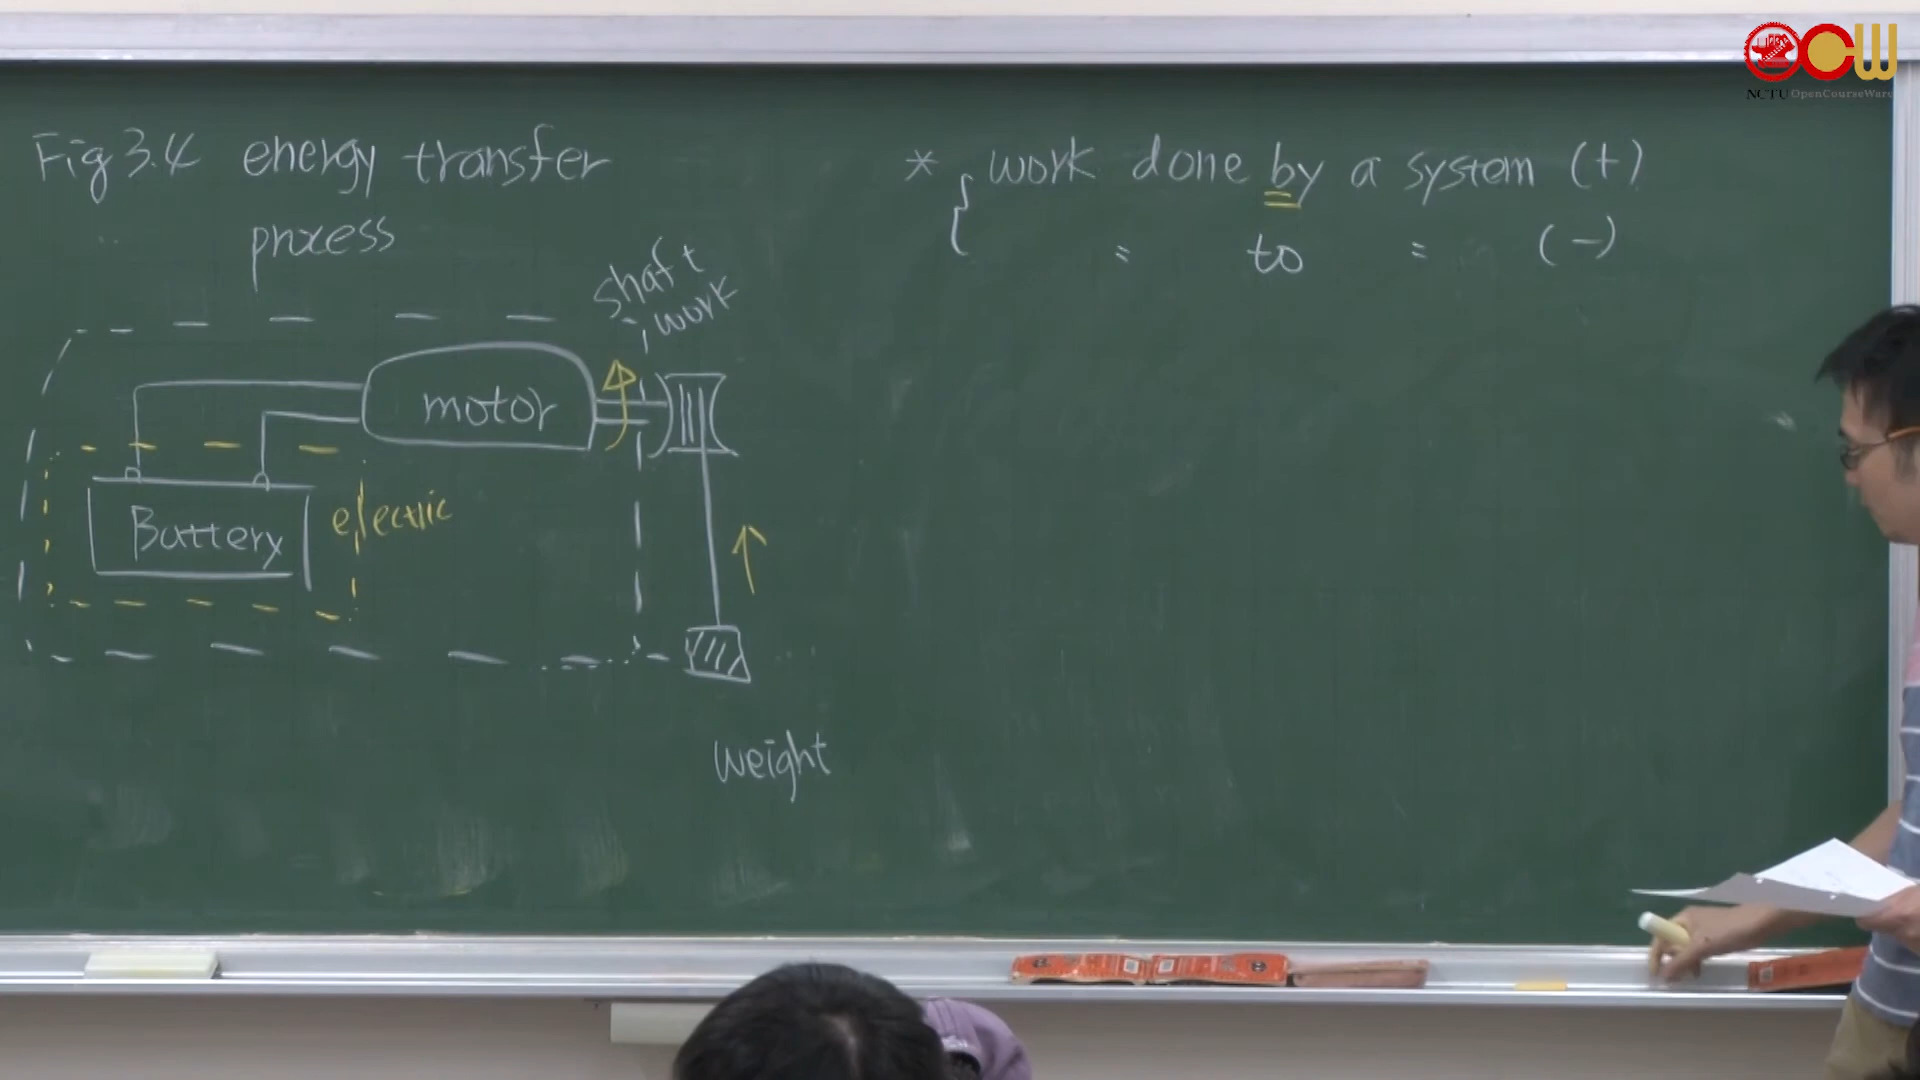 Fig 3.4 energy transfer
process
shaft
work
motor
Battery
electric
weight
* work done by a system (+)
= to = (-)
OCW
NCTU OpenCourseWare